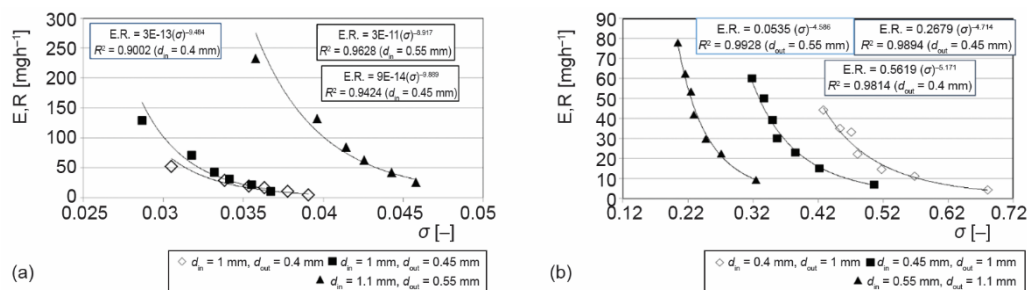 E,R [mgh⁻¹]
300
250
200
150
100
50
0
0.025
0.03
0.035
0.04
0.045
0.05
σ [–]
E.R. = 3E-13(σ)⁻⁹·⁴⁸⁴
R² = 0.9002 (d_in = 0.4 mm)
E.R. = 3E-11(σ)⁻⁸·⁹¹⁷
R² = 0.9628 (d_in = 0.55 mm)
E.R. = 9E-14(σ)⁻⁹·⁸⁸⁹
R² = 0.9424 (d_in = 0.45 mm)
(a)
d_in = 1 mm, d_out = 0.4 mm
d_in = 1 mm, d_out = 0.45 mm
d_in = 1.1 mm, d_out = 0.55 mm
E,R [mgh⁻¹]
90
80
70
60
50
40
30
20
10
0
0.12
0.22
0.32
0.42
0.52
0.62
0.72
σ [–]
E.R. = 0.0535 (σ)⁻⁴·⁵⁸⁶
R² = 0.9928 (d_out = 0.55 mm)
E.R. = 0.2679 (σ)⁻⁴·⁷¹⁴
R² = 0.9894 (d_out = 0.45 mm)
E.R. = 0.5619 (σ)⁻⁵·¹⁷¹
R² = 0.9814 (d_out = 0.4 mm)
(b)
d_in = 0.4 mm, d_out = 1 mm
d_in = 0.45 mm, d_out = 1 mm
d_in = 0.55 mm, d_out = 1.1 mm